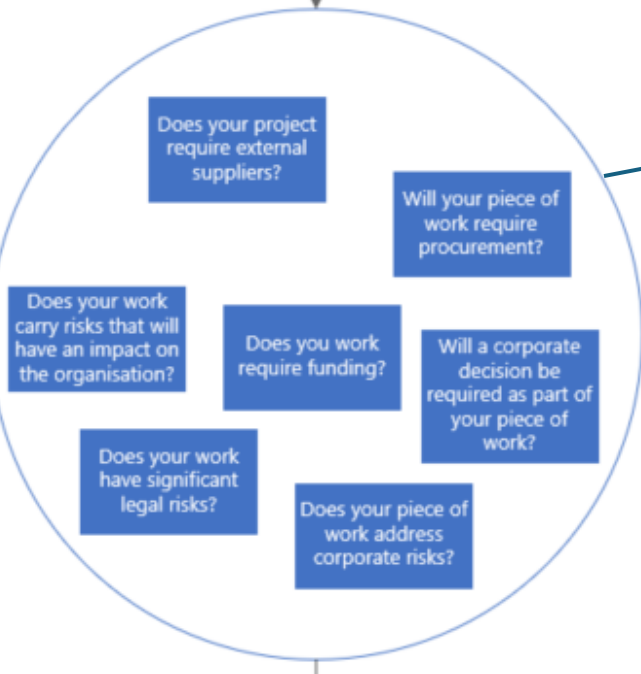 Does your project
require external
suppliers?
Will your piece of
work require
procurement?
Does your work
carry risks that will
have an impact on
the organisation?
Does you work
require funding?
Will a corporate
decision be
required as part of
your piece of
work?
Does your work
have significant
legal risks?
Does your piece of
work address
corporate risks?